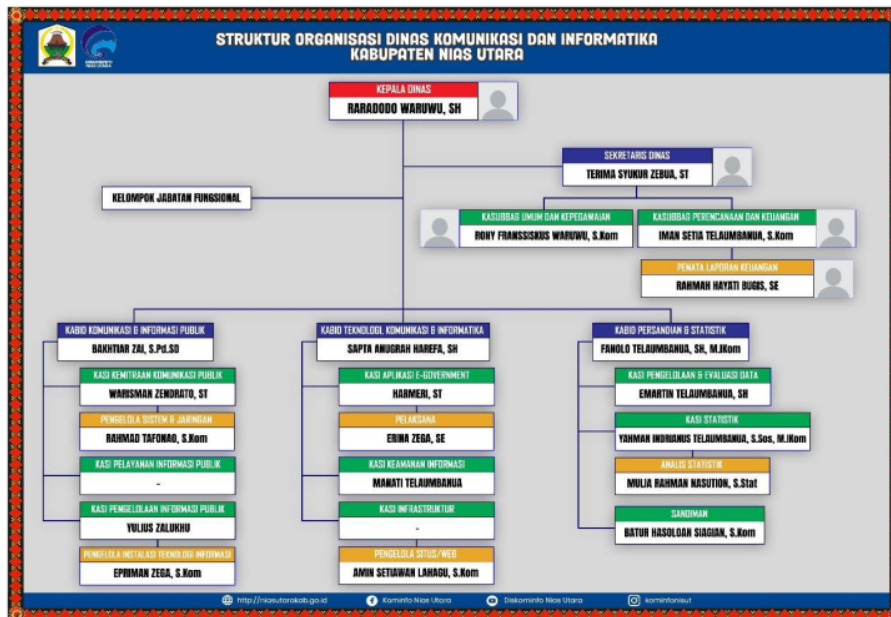 STRUKTUR ORGANISASI DINAS KOMUNIKASI DAN INFORMATIKA
KABUPATEN NIAS UTARA
KEPALA DINAS
RARADODO WARUWU, SH
SEKRETARIS DINAS
TERIMA SYUKUR ZEBUA, ST
KELOMPOK JABATAN FUNGSIONAL
KASUBBAG UMUM DAN KEPEGAWAIAN
ROHY FRANSSISKUS WARUWU, S.Kom
KASUBBAG PERENCANAAN DAN KEUANGAN
IMAN SETIA TELAUMBANUA, S.Kom
PENATA LAPORAN KEUANGAN
RAHMAH HAYATI BUGIS, SE
KABID KOMUNIKASI & INFORMASI PUBLIK
BAKHTIAR ZAI, S.Pd.SD
KASI KEMITRAAN KOMUNIKASI PUBLIK
WARISMAN ZENDRATO, ST
PENGELOLA SISTEM & JARINGAN
RAHMAD TAFONAO, S.Kom
KASI PELAYANAN INFORMASI PUBLIK
-
KASI PENGELOLAAN INFORMASI PUBLIK
YULIUS ZALUKHU
PENGELOLA INSTALASI TEKNOLOGI INFORMASI
EPRIMAN ZEGA, S.Kom
KABID TEKNOLOGI, KOMUNIKASI & INFORMATIKA
SAPTA ANUGRAH HAREFA, SH
KASI APLIKASI E-GOVERNMENT
HARMERI, ST
PELAKSANA
ERINA ZEGA, SE
KASI KEAMANAN INFORMASI
MANATI TELAUMBANUA
KASI INFRASTRUKTUR
-
PENGELOLA SITUS/WEB
AMIN SETIAWAN LAHAGU, S.Kom
KABID PERSANDIAN & STATISTIK
FANOLO TELAUMBANUA, SH, M.IKom
KASI PENGELOLAAN & EVALUASI DATA
EMARTIN TELAUMBANUA, SH
KASI STATISTIK
YAHMAN INDRIANUS TELAUMBANUA, S.Sos, M.IKom
ANALIS STATISTIK
MULIA RAHMAN NASUTION, S.Stat
SANDIMAN
BATUR HASOLOAN SIAGIAN, S.Kom
http://niasutarakab.go.id
Kominfo Nias Utara
Diskominfo Nias Utara
kominfonisut